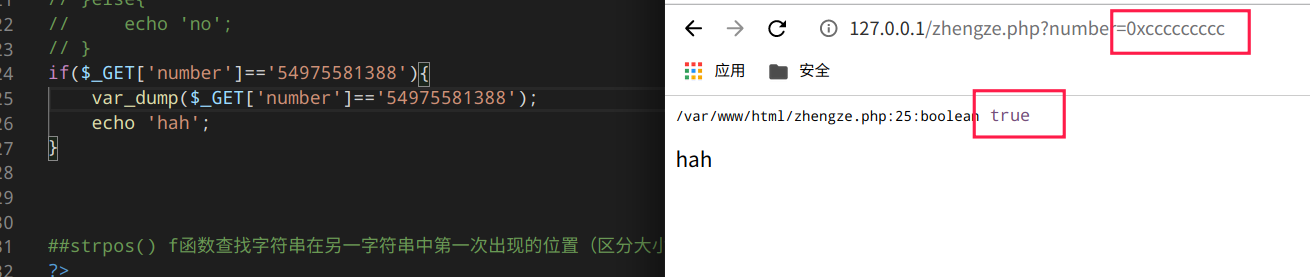 21 // }else{
22 //     echo 'no';
23 // }
24 if($_GET['number']=='54975581388'){
25     var_dump($_GET['number']=='54975581388');
26     echo 'hah';
27 }
28
29
30
31 ##strpos() f函数查找字符串在另一字符串中第一次出现的位置（区分大小
32 ?>
127.0.0.1/zhengze.php?number=0xccccccccc
应用 安全
/var/www/html/zhengze.php:25:boolean true
hah